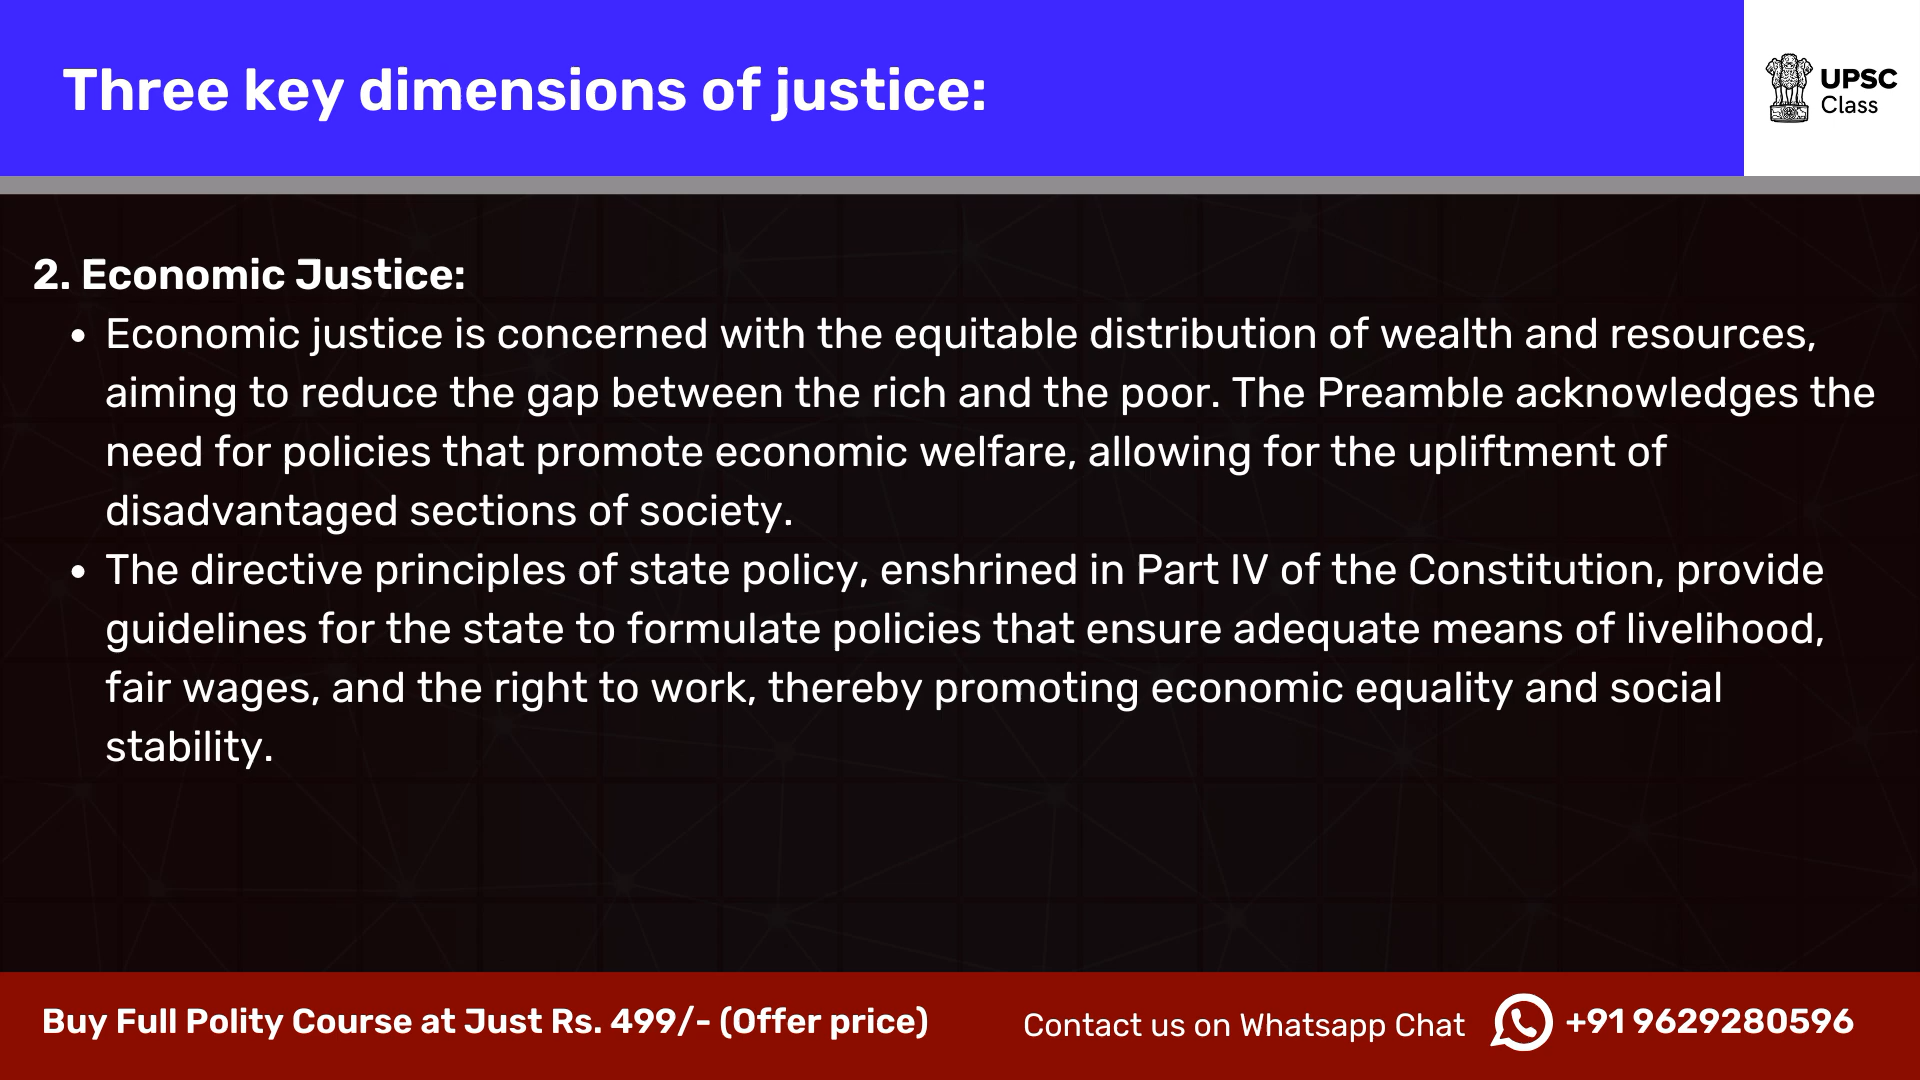 Three key dimensions of justice:
UPSC
Class
2. Economic Justice:
• Economic justice is concerned with the equitable distribution of wealth and resources,
aiming to reduce the gap between the rich and the poor. The Preamble acknowledges the
need for policies that promote economic welfare, allowing for the upliftment of
disadvantaged sections of society.
• The directive principles of state policy, enshrined in Part IV of the Constitution, provide
guidelines for the state to formulate policies that ensure adequate means of livelihood,
fair wages, and the right to work, thereby promoting economic equality and social
stability.
Buy Full Polity Course at Just Rs. 499/- (Offer price)
Contact us on Whatsapp Chat
+91 9629280596